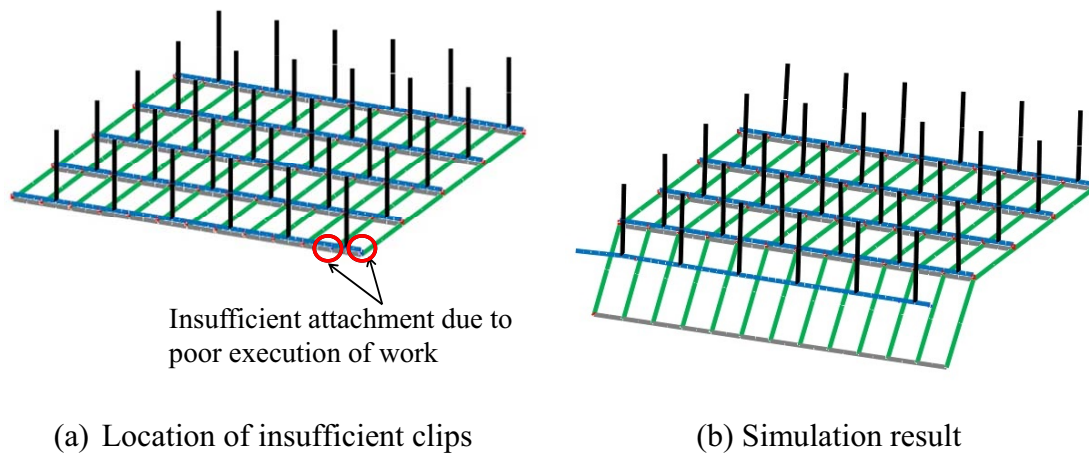 Insufficient attachment due to
poor execution of work
(a) Location of insufficient clips
(b) Simulation result